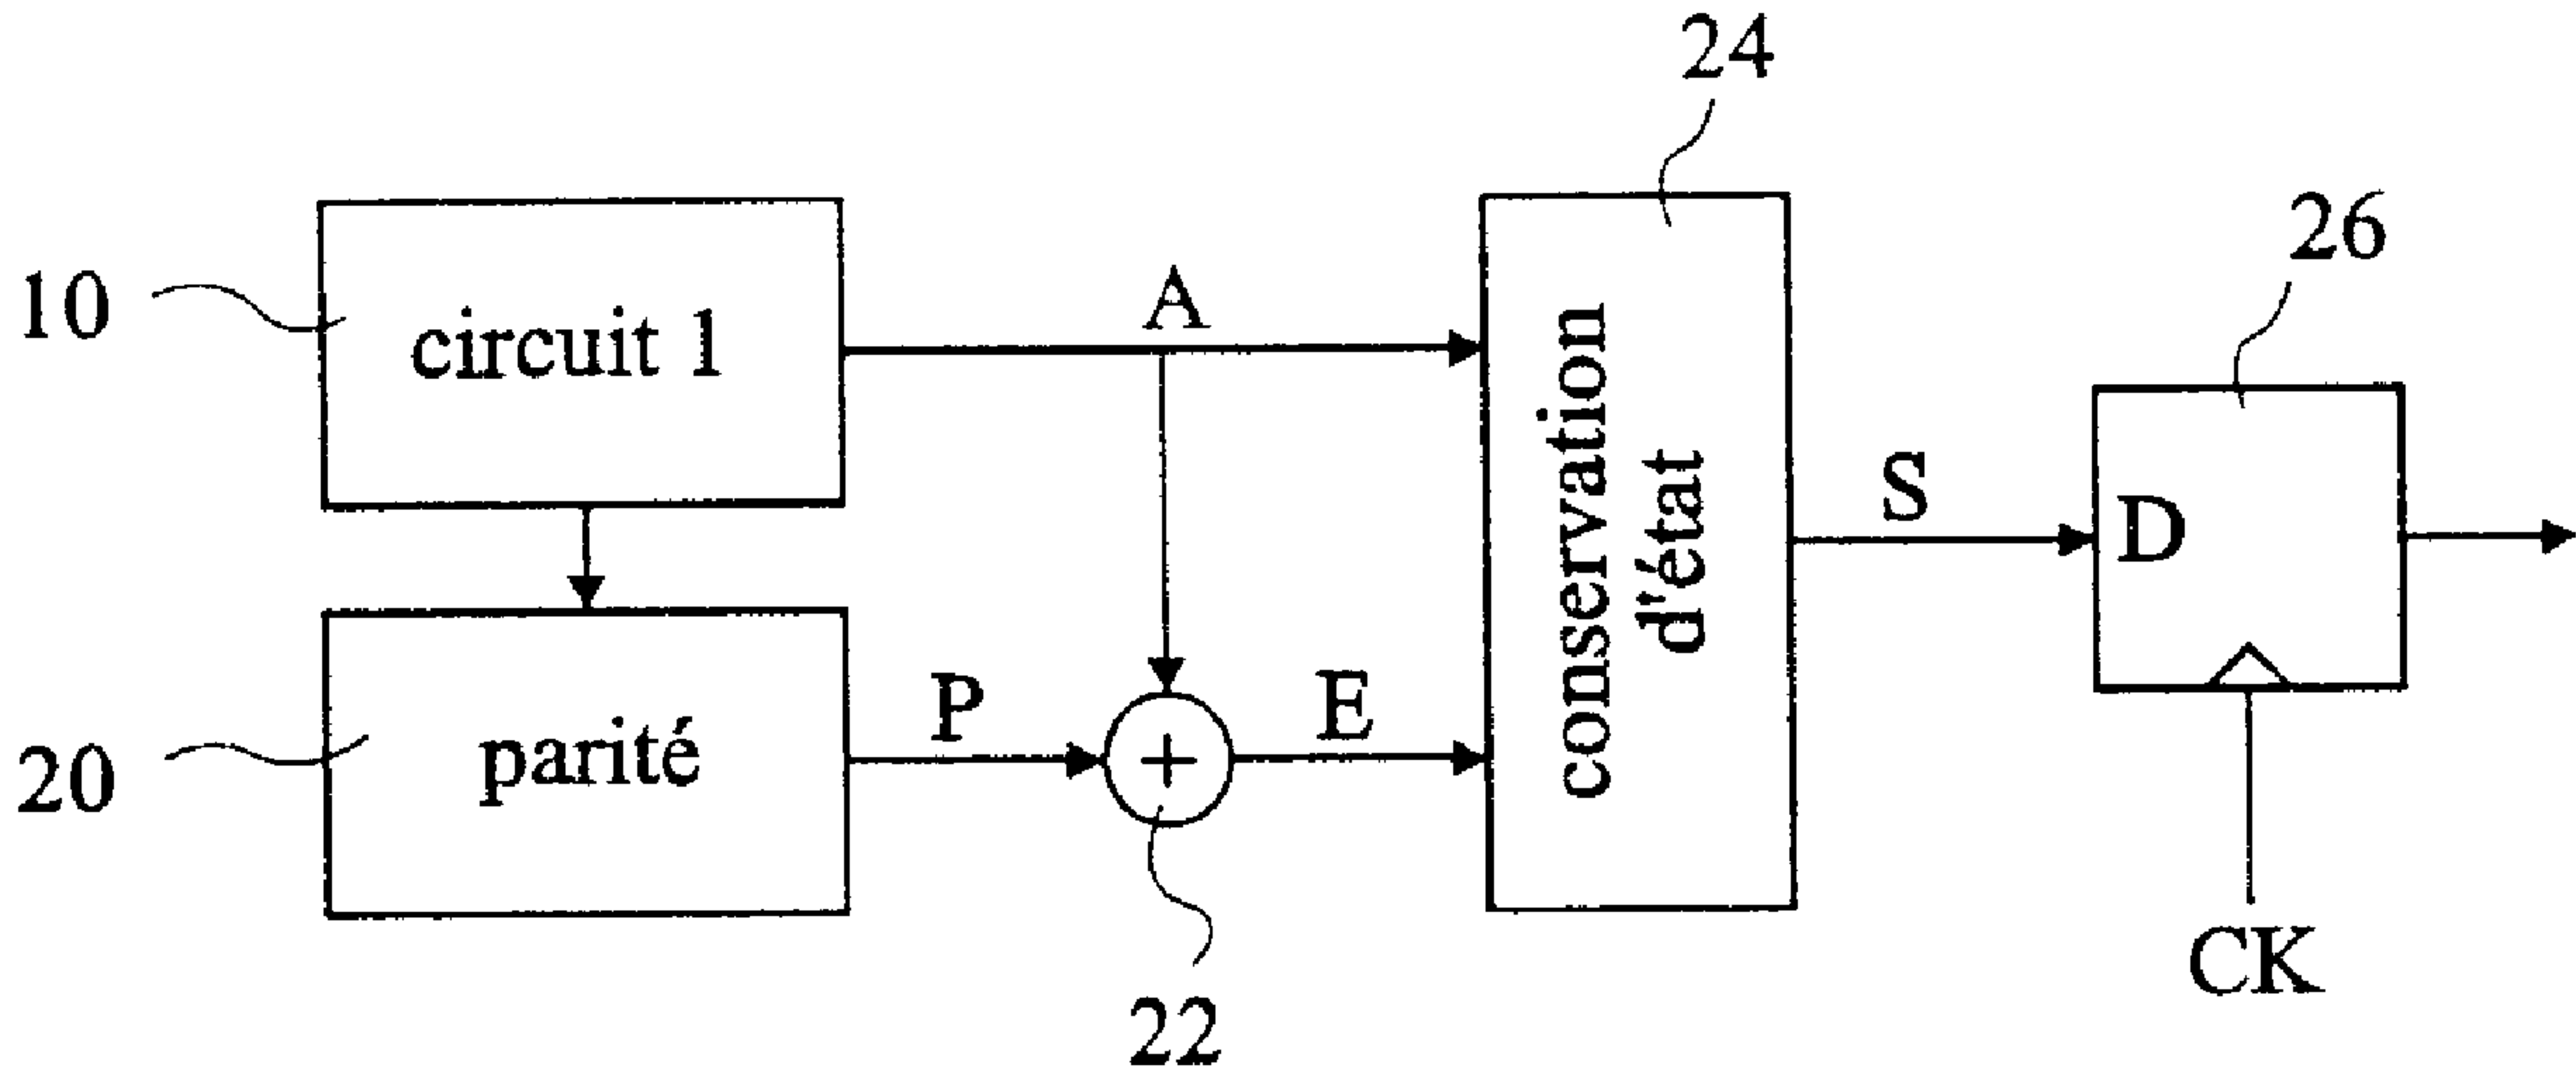 24
26
10
circuit 1
A
conservation
d'état
S
D
P
E
20
parité
+
CK
22